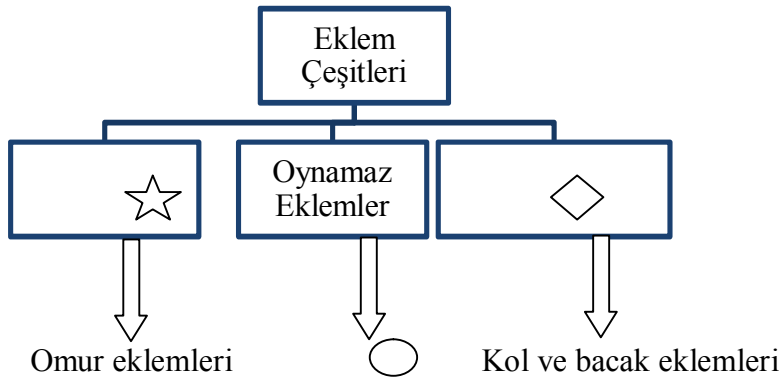 Eklem
Çeşitleri
Oynamaz
Eklemler
Omur eklemleri
Kol ve bacak eklemleri